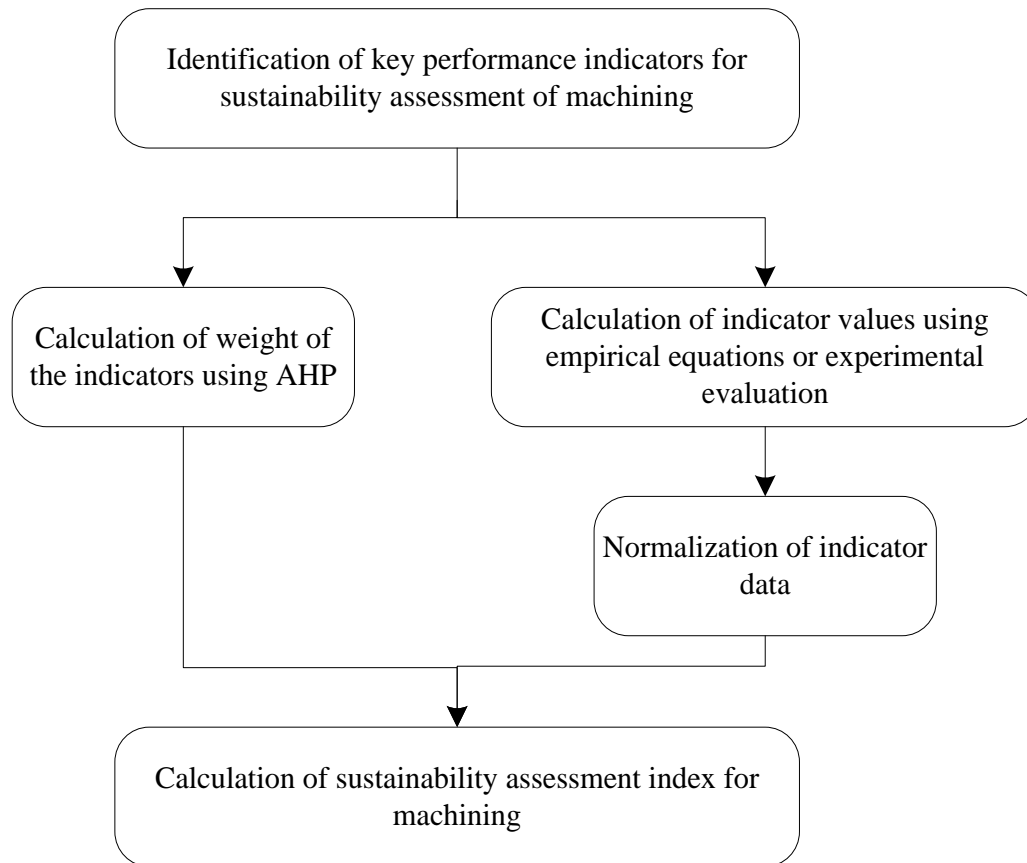 Identification of key performance indicators for
sustainability assessment of machining
Calculation of weight of
the indicators using AHP
Calculation of indicator values using
empirical equations or experimental
evaluation
Normalization of indicator
data
Calculation of sustainability assessment index for
machining